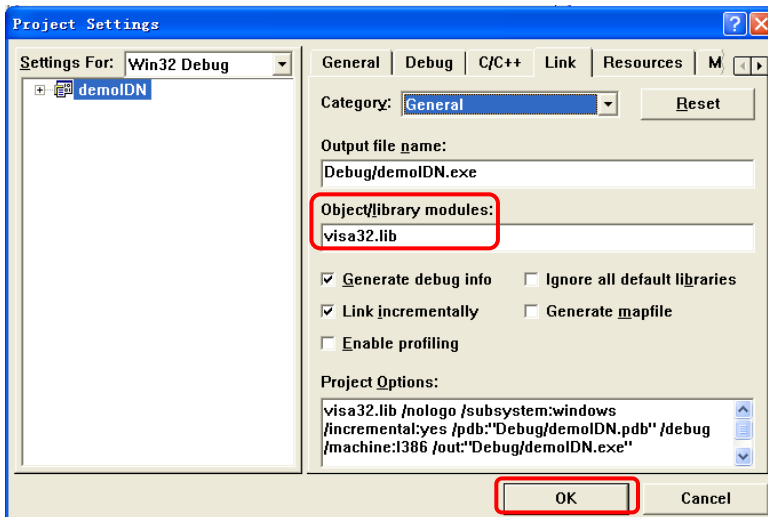 Project Settings
Settings For: Win32 Debug
demoIDN
General Debug C/C++ Link Resources M
Category: General Reset
Output file name:
Debug/demoIDN.exe
Object/library modules:
visa32.lib
Generate debug info Ignore all default libraries
Link incrementally Generate mapfile
Enable profiling
Project Options:
visa32.lib /nologo /subsystem:windows
/incremental:yes /pdb:"Debug/demoIDN.pdb" /debug
/machine:I386 /out:"Debug/demoIDN.exe"
OK Cancel